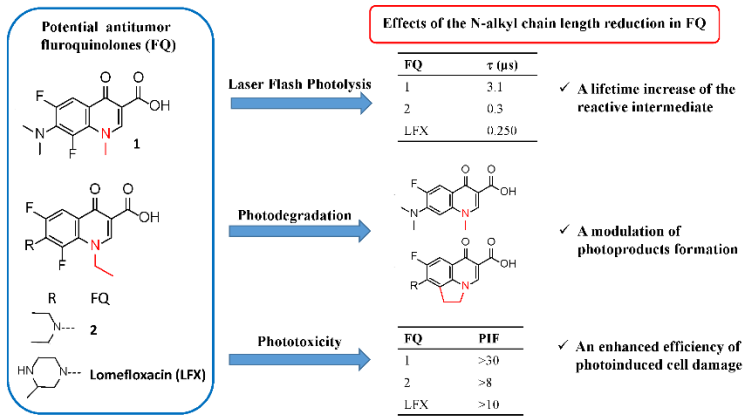 Potential antitumor
fluroquinolones (FQ)
O O
F
OH
N
N
F
1
O O
F
OH
R
N
F
R FQ
N
2
HN
N
Lomefloxacin (LFX)
Laser Flash Photolysis
Photodegradation
Phototoxicity
Effects of the N-alkyl chain length reduction in FQ
FQ τ (µs)
1 3.1
2 0.3
LFX 0.250
O O
F
OH
N
N
O O
F
OH
R
N
FQ PIF
1 >30
2 >8
LFX >10
✓ A lifetime increase of the
reactive intermediate
✓ A modulation of
photoproducts formation
✓ An enhanced efficiency of
photoinduced cell damage